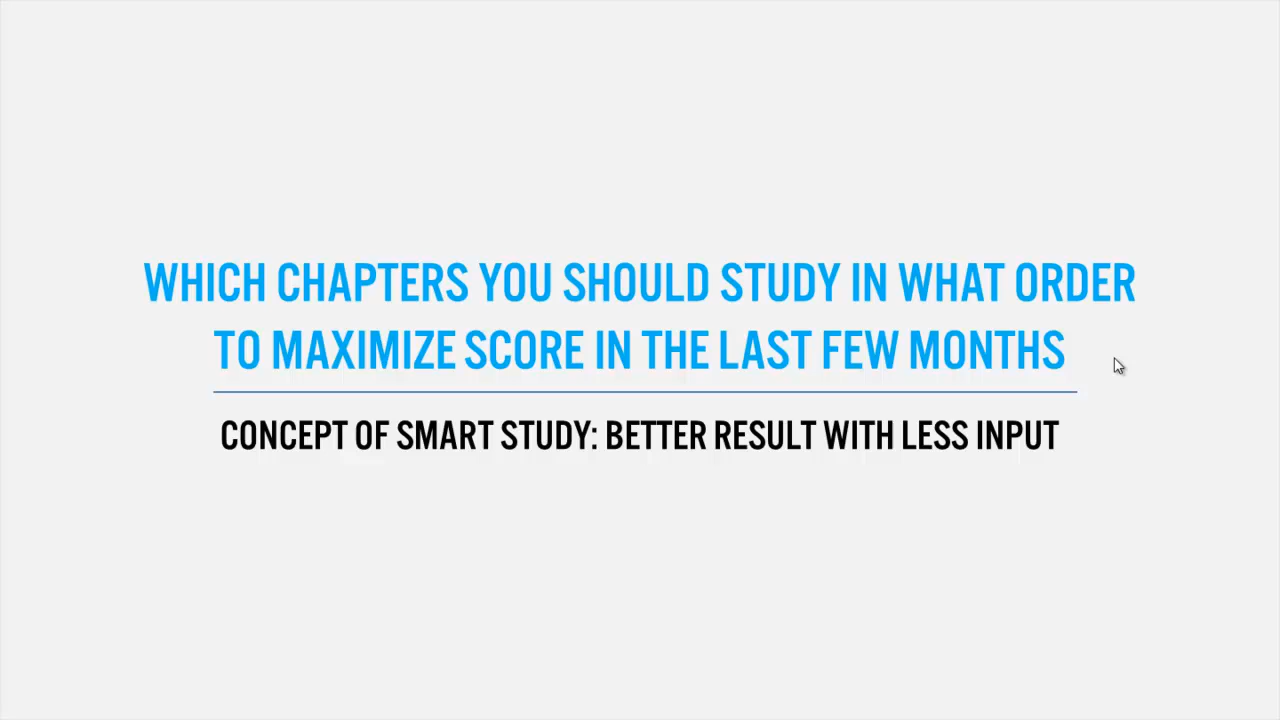 WHICH CHAPTERS YOU SHOULD STUDY IN WHAT ORDER
TO MAXIMIZE SCORE IN THE LAST FEW MONTHS
CONCEPT OF SMART STUDY: BETTER RESULT WITH LESS INPUT